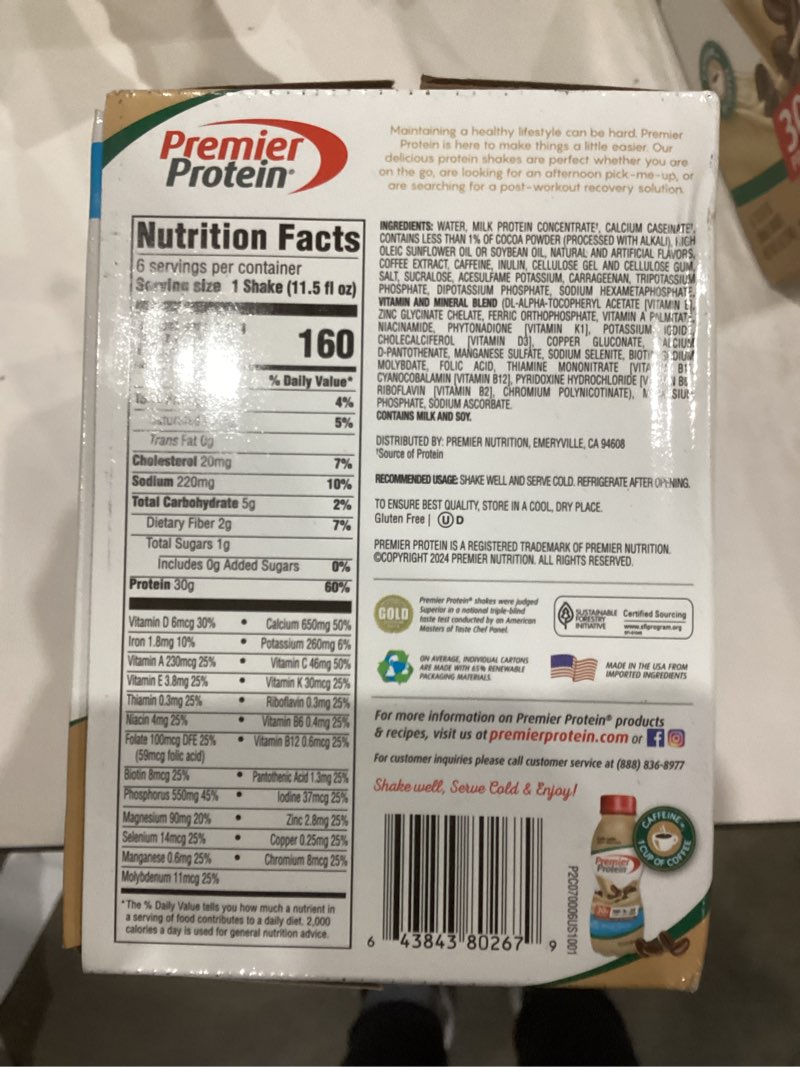 Premier
Protein
Maintaining a healthy lifestyle can be hard. Premier
Protein is here to make things a little easier. Our
delicious protein shakes are perfect whether you are
on the go, are looking for an afternoon pick-me-up, or
are searching for a post-workout recovery solution.
Nutrition Facts
6 servings per container
Serving size 1 Shake (11.5 fl oz)
160
% Daily Value*
4%
5%
Trans Fat 0g
Cholesterol 20mg 7%
Sodium 220mg 10%
Total Carbohydrate 5g 2%
Dietary Fiber 2g 7%
Total Sugars 1g
Includes 0g Added Sugars 0%
Protein 30g 60%
Vitamin D 6mcg 30% • Calcium 650mg 50%
Iron 1.8mg 10% • Potassium 260mg 6%
Vitamin A 230mcg 25% • Vitamin C 46mg 50%
Vitamin E 3.8mg 25% • Vitamin K 30mcg 25%
Thiamin 0.3mg 25% • Riboflavin 0.3mg 25%
Niacin 4mg 25% • Vitamin B6 0.4mg 25%
Folate 100mcg DFE 25% • Vitamin B12 0.6mcg 25%
(59mcg folic acid)
Biotin 8mcg 25% • Pantothenic Acid 1.3mg 25%
Phosphorus 550mg 45% • Iodine 37mcg 25%
Magnesium 90mg 20% • Zinc 2.8mg 25%
Selenium 14mcg 25% • Copper 0.25mg 25%
Manganese 0.6mg 25% • Chromium 8mcg 25%
Molybdenum 11mcg 25%
*The % Daily Value tells you how much a nutrient in
a serving of food contributes to a daily diet. 2,000
calories a day is used for general nutrition advice.
INGREDIENTS: WATER, MILK PROTEIN CONCENTRATE†, CALCIUM CASEINATE†,
CONTAINS LESS THAN 1% OF COCOA POWDER (PROCESSED WITH ALKALI), HIGH
OLEIC SUNFLOWER OIL OR SOYBEAN OIL, NATURAL AND ARTIFICIAL FLAVORS,
COFFEE EXTRACT, CAFFEINE, INULIN, CELLULOSE GEL AND CELLULOSE GUM,
SALT, SUCRALOSE, ACESULFAME POTASSIUM, CARRAGEENAN, TRIPOTASSIUM
PHOSPHATE, DIPOTASSIUM PHOSPHATE, SODIUM HEXAMETAPHOSPHATE,
VITAMIN AND MINERAL BLEND (DL-ALPHA-TOCOPHERYL ACETATE [VITAMIN E],
ZINC GLYCINATE CHELATE, FERRIC ORTHOPHOSPHATE, VITAMIN A PALMITATE,
NIACINAMIDE, PHYTONADIONE [VITAMIN K1], POTASSIUM IODIDE,
CHOLECALCIFEROL [VITAMIN D3], COPPER GLUCONATE, CALCIUM
D-PANTOTHENATE, MANGANESE SULFATE, SODIUM SELENITE,
MOLYBDATE, FOLIC ACID, THIAMINE MONONITRATE
CYANOCOBALAMIN [VITAMIN B12], PYRIDOXINE HYDROCHLORIDE
RIBOFLAVIN [VITAMIN B2], CHROMIUM POLYNICOTINATE),
PHOSPHATE, SODIUM ASCORBATE.
CONTAINS MILK AND SOY.
DISTRIBUTED BY: PREMIER NUTRITION, EMERYVILLE, CA 94608
†Source of Protein
RECOMMENDED USAGE: SHAKE WELL AND SERVE COLD. REFRIGERATE AFTER OPENING.
TO ENSURE BEST QUALITY, STORE IN A COOL, DRY PLACE.
Gluten Free | U D
PREMIER PROTEIN IS A REGISTERED TRADEMARK OF PREMIER NUTRITION.
©COPYRIGHT 2024 PREMIER NUTRITION. ALL RIGHTS RESERVED.
GOLD
Premier Protein® shakes were judged
Superior in a national triple-blind
taste test conducted by an American
Masters of Taste Chef Panel.
SUSTAINABLE
FORESTRY
INITIATIVE
Certified Sourcing
www.sfiprogram.org
ON AVERAGE, INDIVIDUAL CARTONS
ARE MADE WITH 65% RENEWABLE
PACKAGING MATERIALS.
MADE IN THE USA FROM
IMPORTED INGREDIENTS
For more information on Premier Protein® products
& recipes, visit us at premierprotein.com or
For customer inquiries please call customer service at (888) 836-8977
Shake well, Serve Cold & Enjoy!
6 43843 80267 9
P2C070006US1001
Premier
Protein
30
CAFFEINE =
1 CUP OF COFFEE
30